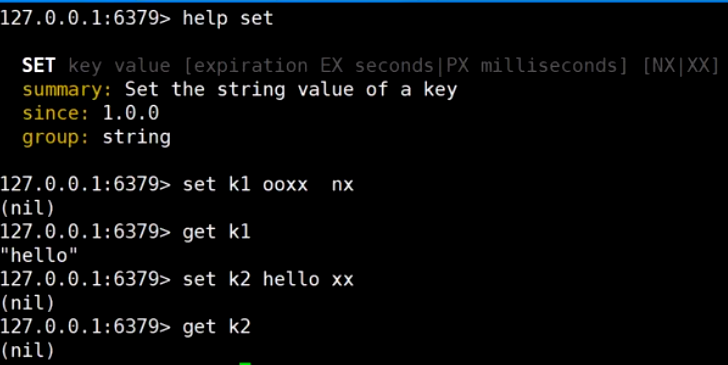 127.0.0.1:6379> help set
SET key value [expiration EX seconds|PX milliseconds] [NX|XX]
summary: Set the string value of a key
since: 1.0.0
group: string
127.0.0.1:6379> set k1 ooxx  nx
(nil)
127.0.0.1:6379> get k1
"hello"
127.0.0.1:6379> set k2 hello xx
(nil)
127.0.0.1:6379> get k2
(nil)